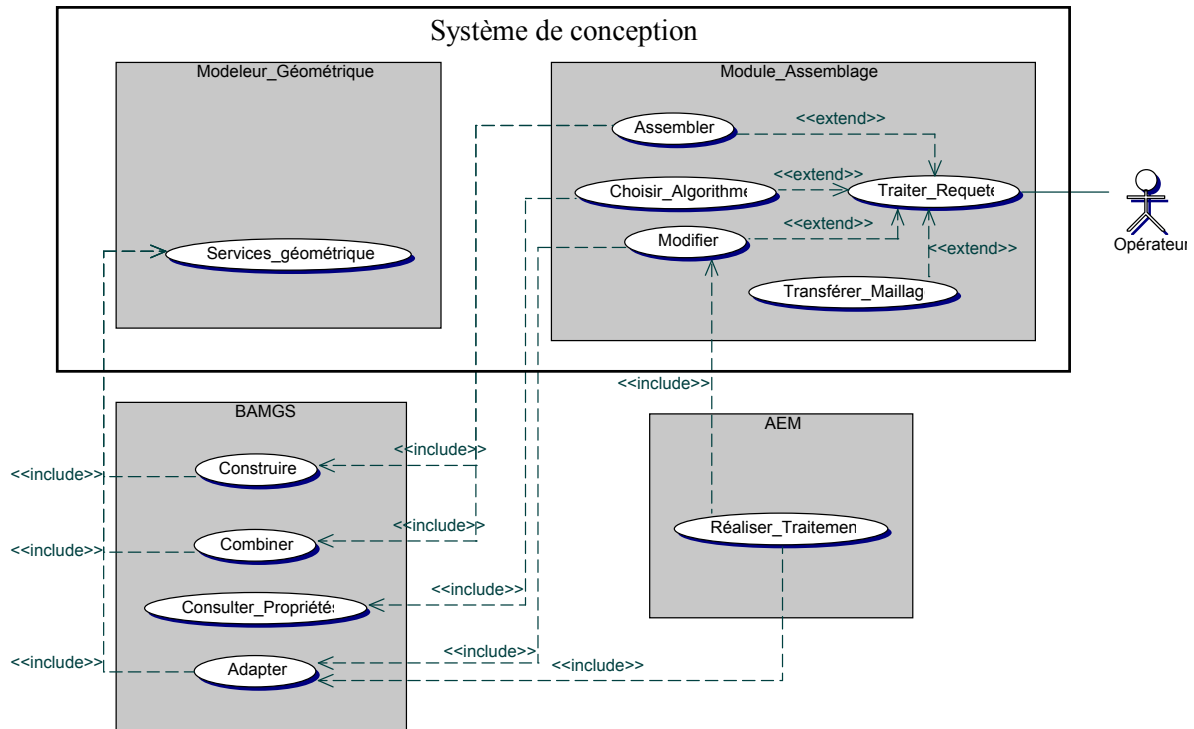 Système de conception
Modeleur_Géométrique
Module_Assemblage
Assembler
<<extend>>
Choisir_Algorithme
<<extend>>
Traiter_Requete
Modifier
<<extend>>
Services_géométrique
<<extend>>
Transférer_Maillag
Opérateur
<<include>>
BAMGS
AEM
Construire
<<include>>
<<include>>
Réaliser_Traitemen
Combiner
<<include>>
<<include>>
Consulter_Propriétés
<<include>>
Adapter
<<include>>
<<include>>
<<include>>